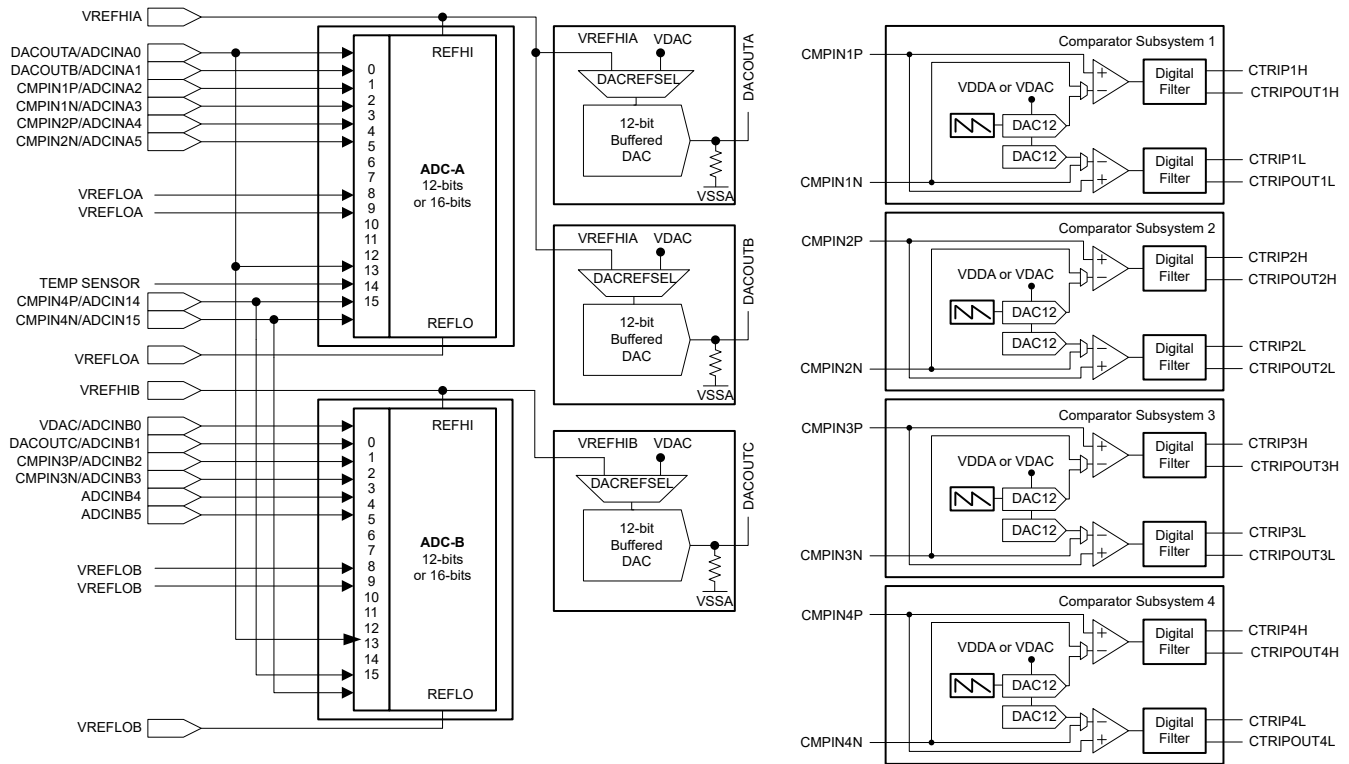 VREFHIA
DACOUTA/ADCINA0
DACOUTB/ADCINA1
CMPIN1P/ADCINA2
CMPIN1N/ADCINA3
CMPIN2P/ADCINA4
CMPIN2N/ADCINA5
VREFLOA
VREFLOA
TEMP SENSOR
CMPIN4P/ADCIN14
CMPIN4N/ADCIN15
VREFLOA
REFHI
0
1
2
3
4
5
6
7
8
9
10
11
12
13
14
15
ADC-A
12-bits
or 16-bits
REFLO
VREFHIB
VDAC/ADCINB0
DACOUTC/ADCINB1
CMPIN3P/ADCINB2
CMPIN3N/ADCINB3
ADCINB4
ADCINB5
VREFLOB
VREFLOB
VREFLOB
REFHI
0
1
2
3
4
5
6
7
8
9
10
11
12
13
14
15
ADC-B
12-bits
or 16-bits
REFLO
VREFHIA VDAC
DACREFSEL
12-bit
Buffered
DAC
VSSA
DACOUTA
VREFHIA VDAC
DACREFSEL
12-bit
Buffered
DAC
VSSA
DACOUTB
VREFHIB VDAC
DACREFSEL
12-bit
Buffered
DAC
VSSA
DACOUTC
Comparator Subsystem 1
CMPIN1P
VDDA or VDAC
DAC12
DAC12
CMPIN1N
+
−
−
+
Digital
Filter
Digital
Filter
CTRIP1H
CTRIPOUT1H
CTRIP1L
CTRIPOUT1L
Comparator Subsystem 2
CMPIN2P
VDDA or VDAC
DAC12
DAC12
CMPIN2N
+
−
−
+
Digital
Filter
Digital
Filter
CTRIP2H
CTRIPOUT2H
CTRIP2L
CTRIPOUT2L
Comparator Subsystem 3
CMPIN3P
VDDA or VDAC
DAC12
DAC12
CMPIN3N
+
−
−
+
Digital
Filter
Digital
Filter
CTRIP3H
CTRIPOUT3H
CTRIP3L
CTRIPOUT3L
Comparator Subsystem 4
CMPIN4P
VDDA or VDAC
DAC12
DAC12
CMPIN4N
+
−
−
+
Digital
Filter
Digital
Filter
CTRIP4H
CTRIPOUT4H
CTRIP4L
CTRIPOUT4L